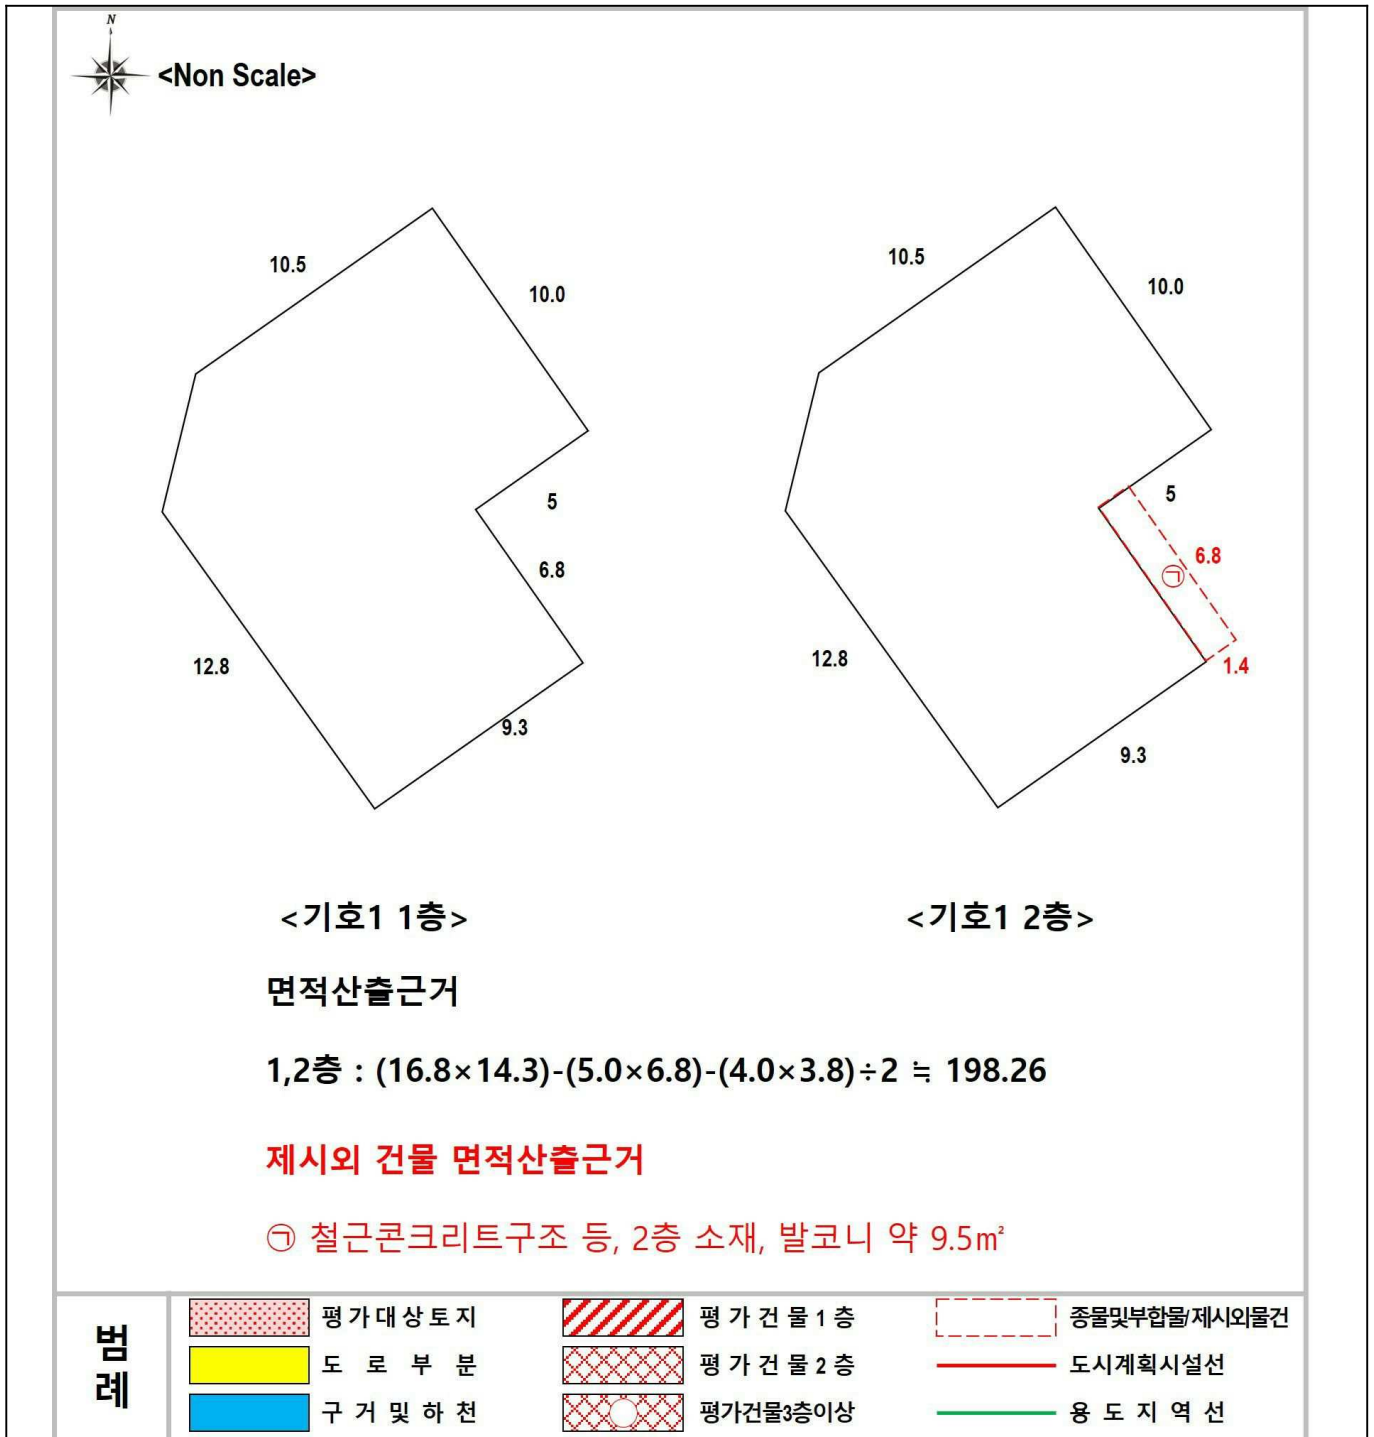 N
<Non Scale>
10.5
10.0
5
6.8
12.8
9.3
10.5
10.0
5
6.8
㉠
12.8
1.4
9.3
<기호1 1층>
<기호1 2층>
면적산출근거
1,2층 : (16.8×14.3)-(5.0×6.8)-(4.0×3.8)÷2 ≒ 198.26
제시외 건물 면적산출근거
㉠ 철근콘크리트구조 등, 2층 소재, 발코니 약 9.5㎡
범례
평가대상토지
평가건물1층
종물및부합물/제시외물건
도로부분
평가건물2층
도시계획시설선
구거및하천
평가건물3층이상
용도지역선